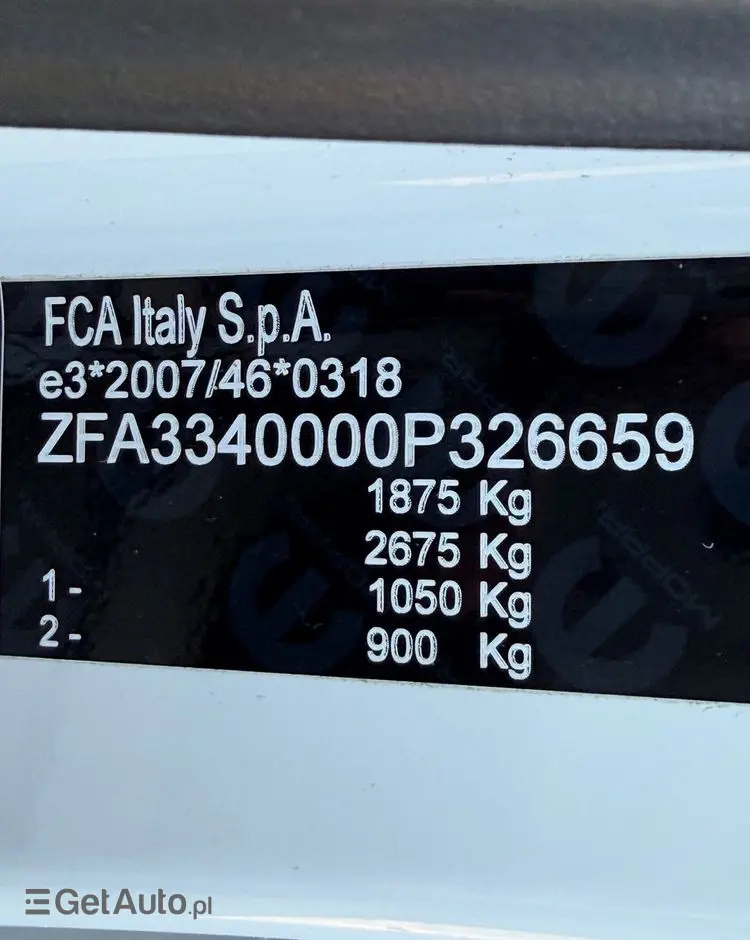 FCA Italy S.p.A.
e3*2007/46*0318
ZFA3340000P326659
1875 Kg
2675 Kg
1 - 1050 Kg
2 - 900 Kg
MOPAR
GetAuto.pl